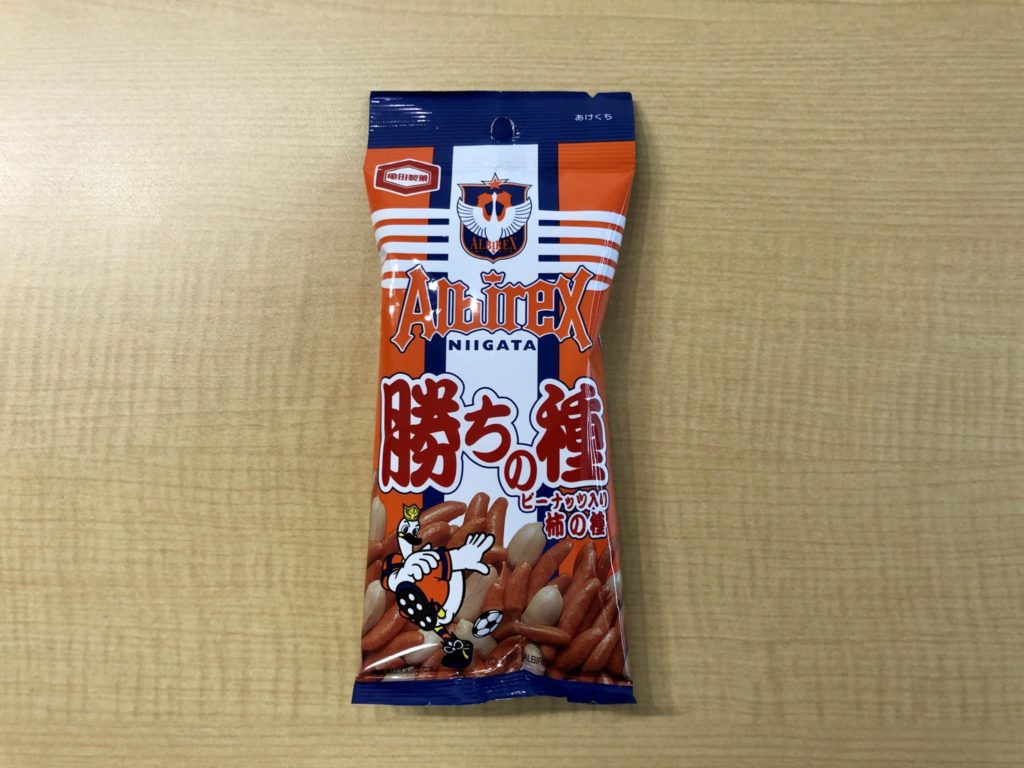 あけくち
亀田製菓
ALBIREX
AlbireX
NIIGATA
勝ちの種
ピーナッツ入り
柿の種